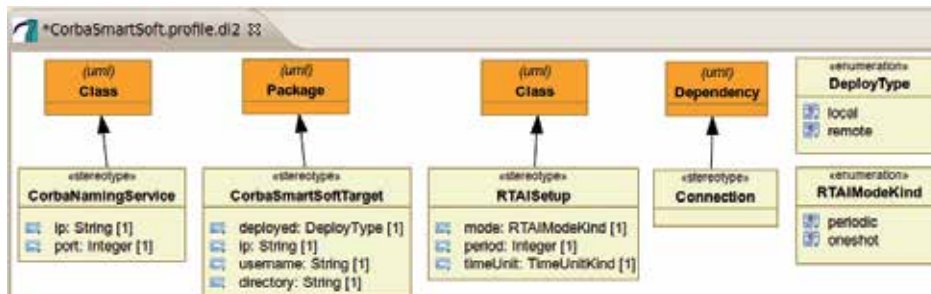 *CorbaSmartSoft.profile.di2
(uml)
Class
(uml)
Package
(uml)
Class
(uml)
Dependency
«enumeration»
DeployType
local
remote
«stereotype»
CorbaNamingService
ip: String [1]
port: Integer [1]
«stereotype»
CorbaSmartSoftTarget
deployed: DeployType [1]
ip: String [1]
username: String [1]
directory: String [1]
«stereotype»
RTAISetup
mode: RTAIModeKind [1]
period: Integer [1]
timeUnit: TimeUnitKind [1]
«stereotype»
Connection
«enumeration»
RTAIModeKind
periodic
oneshot